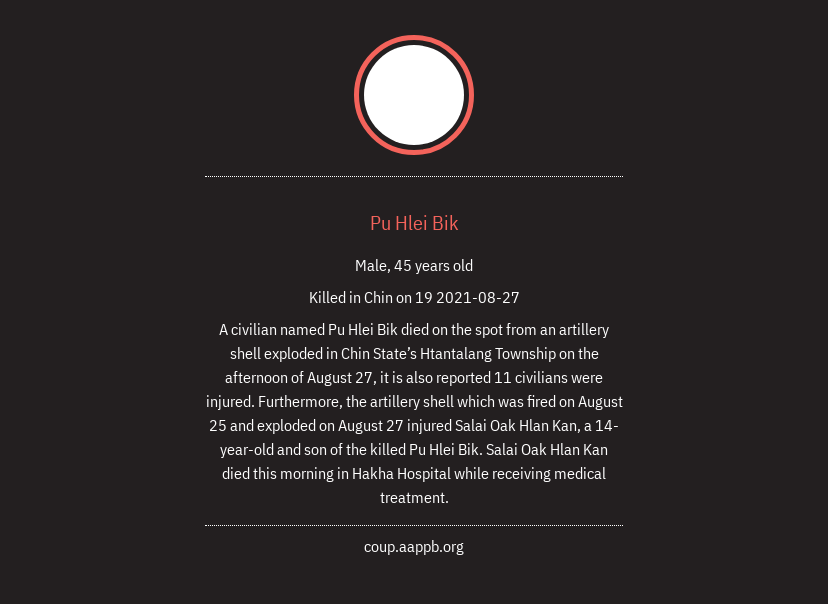 Pu Hlei Bik
Male, 45 years old
Killed in Chin on 19 2021-08-27
A civilian named Pu Hlei Bik died on the spot from an artillery
shell exploded in Chin State’s Htantalang Township on the
afternoon of August 27, it is also reported 11 civilians were
injured. Furthermore, the artillery shell which was fired on August
25 and exploded on August 27 injured Salai Oak Hlan Kan, a 14-
year-old and son of the killed Pu Hlei Bik. Salai Oak Hlan Kan
died this morning in Hakha Hospital while receiving medical
treatment.
coup.aappb.org